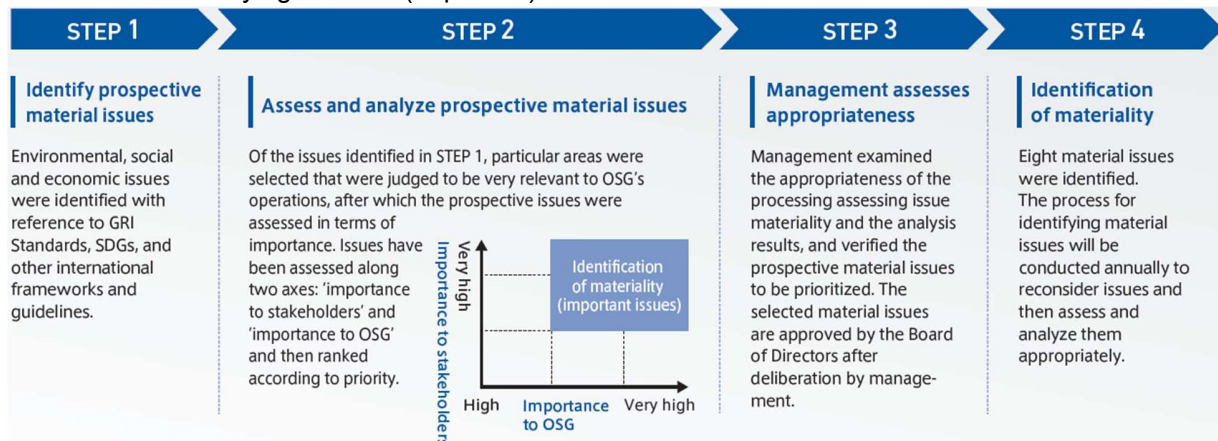 STEP 1
STEP 2
STEP 3
STEP 4
Identify prospective
material issues
Environmental, social
and economic issues
were identified with
reference to GRI
Standards, SDGs, and
other international
frameworks and
guidelines.
Assess and analyze prospective material issues
Of the issues identified in STEP 1, particular areas were
selected that were judged to be very relevant to OSG's
operations, after which the prospective issues were
assessed in terms of
importance. Issues have
been assessed along
two axes: 'importance
to stakeholders' and
'importance to OSG'
and then ranked
according to priority.
Importance to stakeholders
Very high
Identification
of materiality
(important issues)
High
Importance
to OSG
Very high
Management assesses
appropriateness
Management examined
the appropriateness of the
processing assessing issue
materiality and the analysis
results, and verified the
prospective material issues
to be prioritized. The
selected material issues
are approved by the Board
of Directors after
deliberation by manage-
ment.
Identification
of materiality
Eight material issues
were identified.
The process for
identifying material
issues will be
conducted annually to
reconsider issues and
then assess and
analyze them
appropriately.